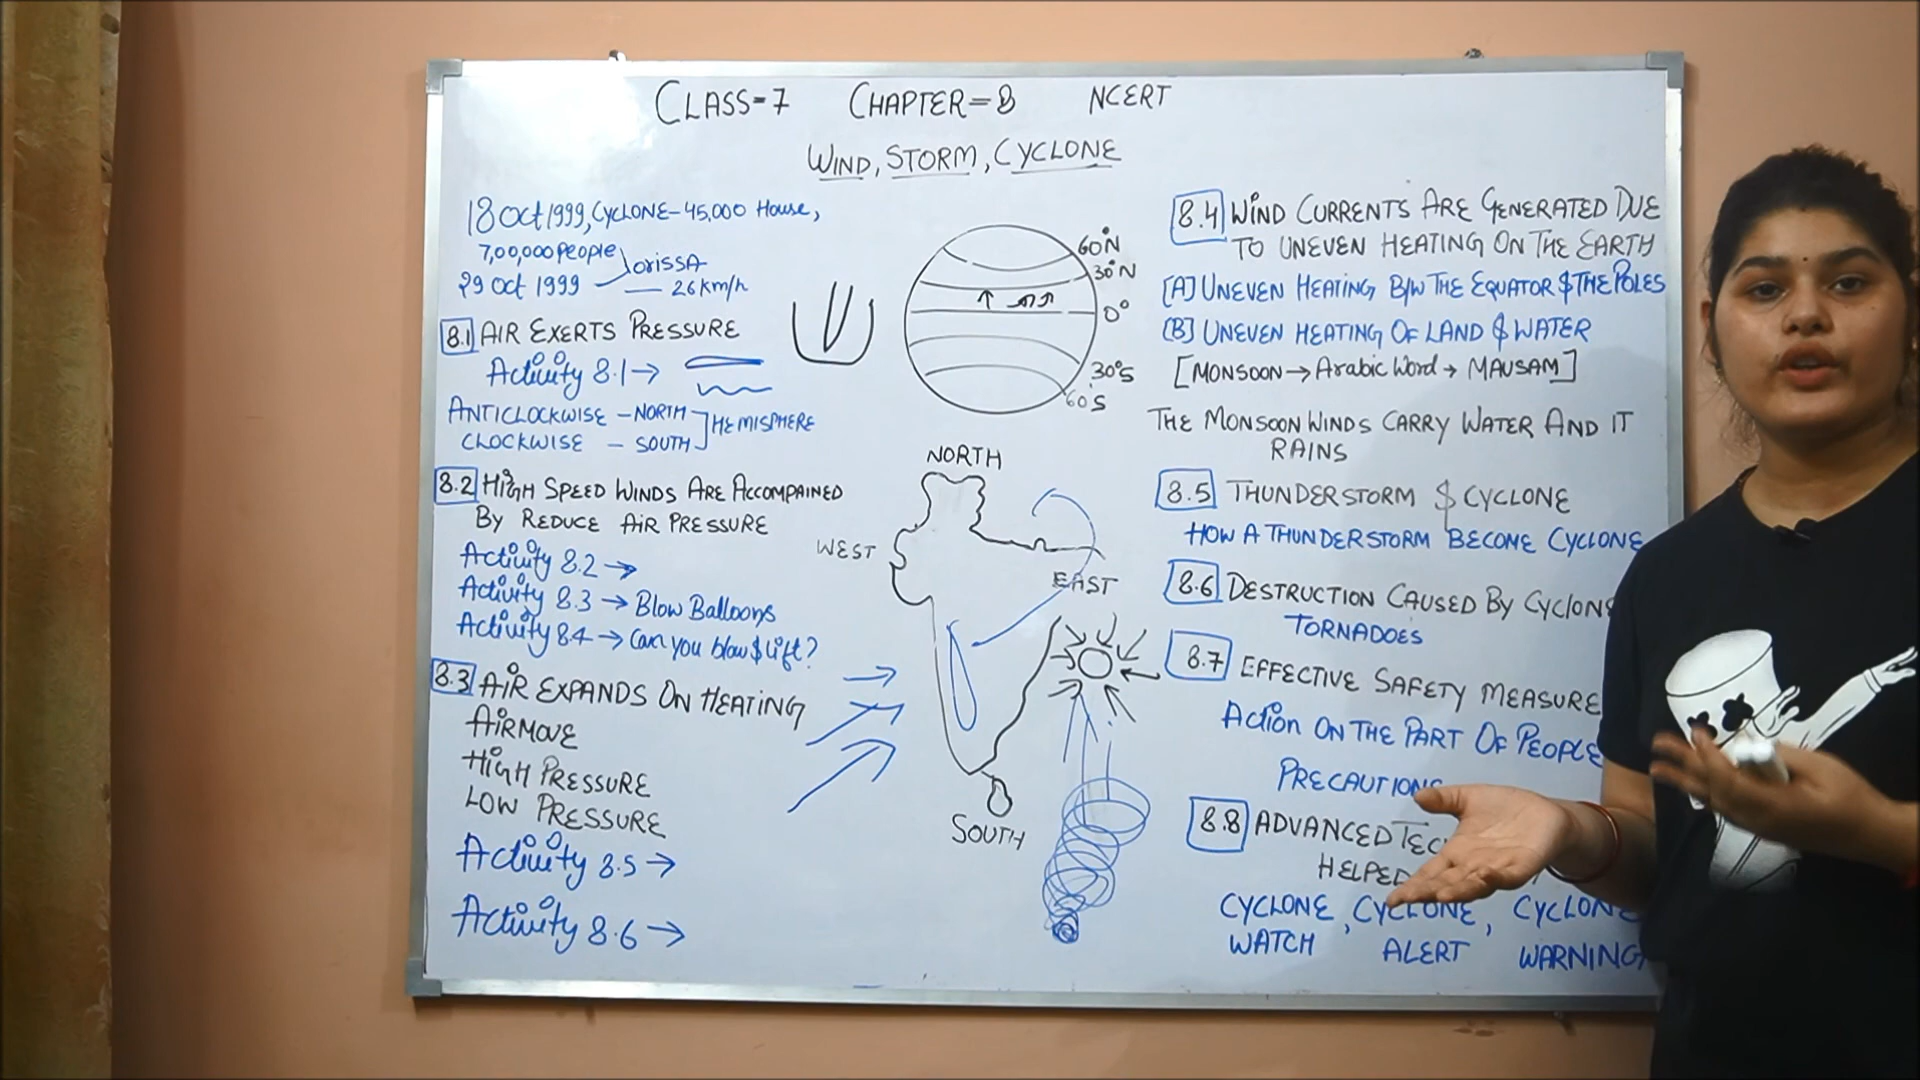 CLASS-7 CHAPTER=8 NCERT
WIND, STORM, CYCLONE
18 Oct 1999, CYCLONE-45,000 House,
7,00,000 people
orissA
29 oct 1999 — 26 km/h
8.1 AIR EXERTS PRESSURE
Activity 8.1→
ANTICLOCKWISE - NORTH
HEMISPHERE
CLOCKWISE - SOUTH
8.2 HIGH SPEED WINDS ARE ACCOMPAINED
BY REDUCE AIR PRESSURE
Activity 8.2 →
Activity 8.3 → Blow Balloons
Activity 8.4 → Can you blow & lift?
8.3 AIR EXPANDS ON HEATING
AIRMOVE
HIGH PRESSURE
LOW PRESSURE
Activity 8.5 →
Activity 8.6 →
60°N
30°N
0°
30°S
60°S
NORTH
WEST
EAST
SOUTH
8.4 WIND CURRENTS ARE GENERATED DUE
TO UNEVEN HEATING ON THE EARTH
[A] UNEVEN HEATING B/W THE EQUATOR & THE POLES
[B] UNEVEN HEATING OF LAND & WATER
[MONSOON → Arabic Word → MAUSAM]
THE MONSOON WINDS CARRY WATER AND IT
RAINS
8.5 THUNDERSTORM & CYCLONE
HOW A THUNDERSTORM BECOME CYCLONE
8.6 DESTRUCTION CAUSED BY CYCLONE
TORNADOES
8.7 EFFECTIVE SAFETY MEASURE
Action ON THE PART OF PEOPLE
PRECAUTIONS
8.8 ADVANCED TEC
HELPED
CYCLONE, CYCLONE, CYCLONE
WATCH ALERT WARNING